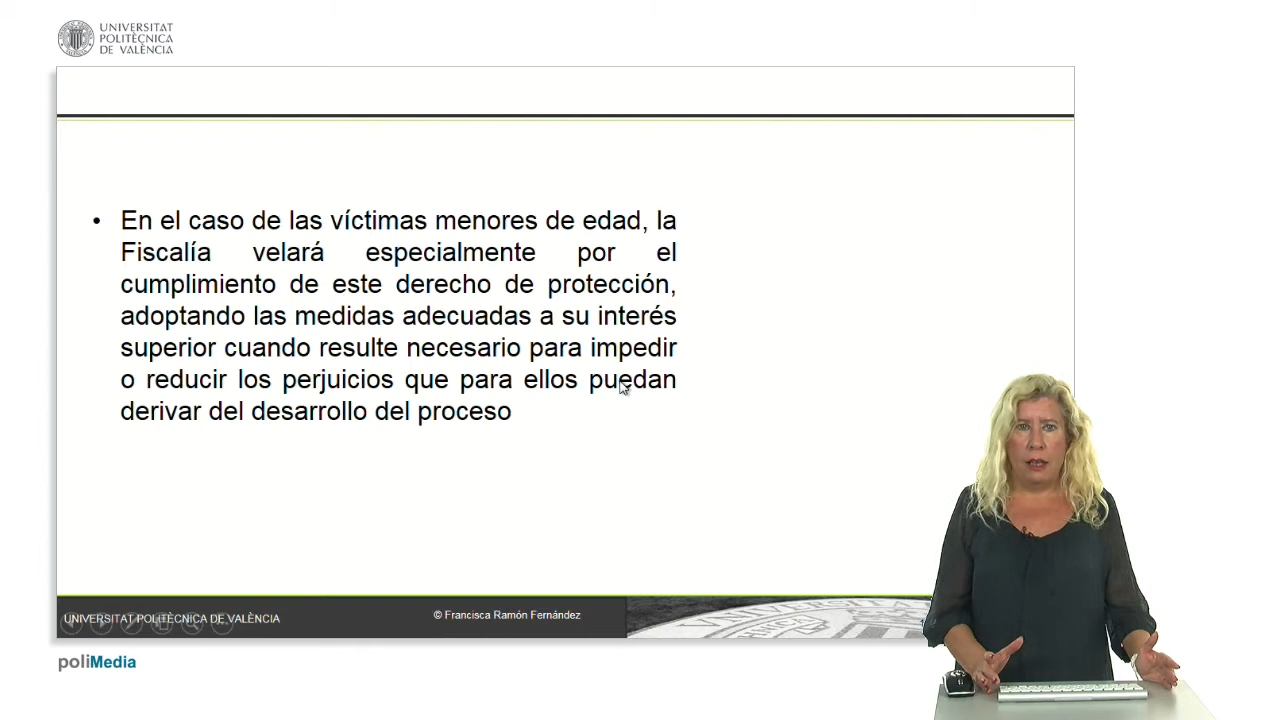 UNIVERSITAT
POLITÈCNICA
DE VALÈNCIA
• En el caso de las víctimas menores de edad, la
Fiscalía velará especialmente por el
cumplimiento de este derecho de protección,
adoptando las medidas adecuadas a su interés
superior cuando resulte necesario para impedir
o reducir los perjuicios que para ellos puedan
derivar del desarrollo del proceso
UNIVERSITAT POLITÈCNICA DE VALÈNCIA
© Francisca Ramón Fernández
poliMedia